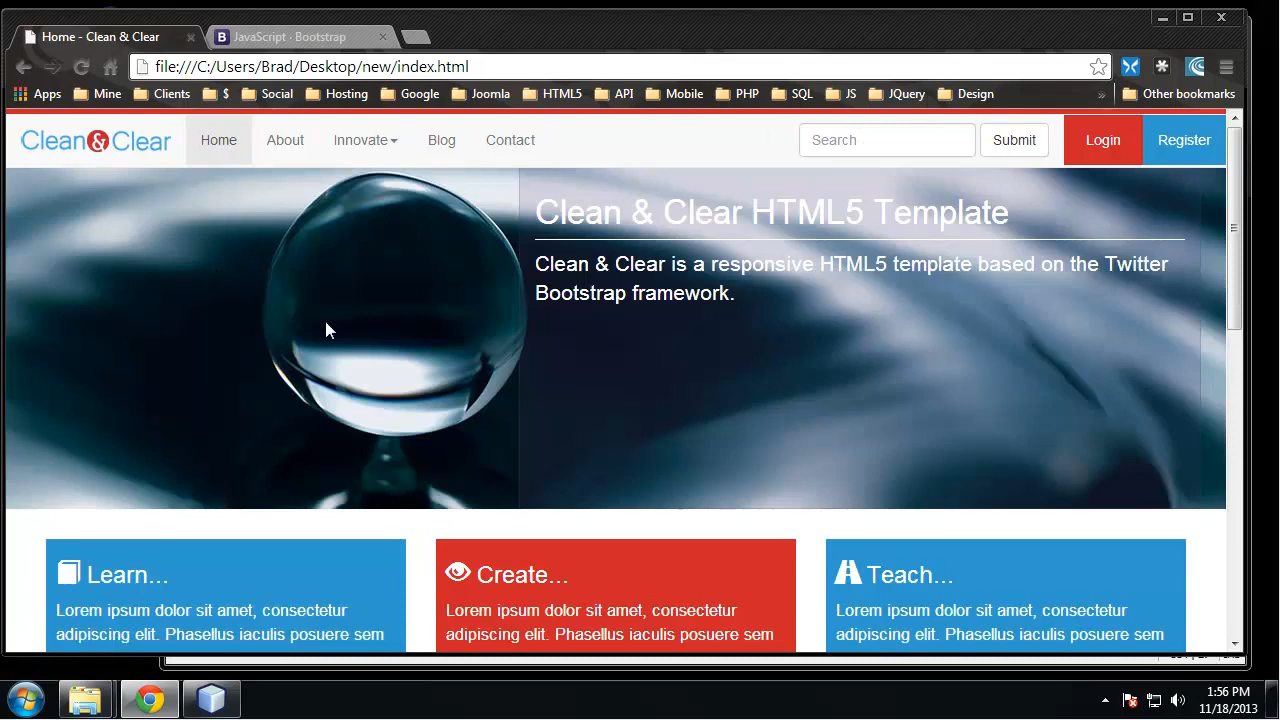 Home - Clean & Clear
JavaScript · Bootstrap
file:///C:/Users/Brad/Desktop/new/index.html
Apps Mine Clients $ Social Hosting Google Joomla HTML5 API Mobile PHP SQL JS JQuery Design » Other bookmarks
Clean&Clear Home About Innovate Blog Contact Search Submit Login Register
Clean & Clear HTML5 Template
Clean & Clear is a responsive HTML5 template based on the Twitter
Bootstrap framework.
Learn...
Lorem ipsum dolor sit amet, consectetur
adipiscing elit. Phasellus iaculis posuere sem
Create...
Lorem ipsum dolor sit amet, consectetur
adipiscing elit. Phasellus iaculis posuere sem
Teach...
Lorem ipsum dolor sit amet, consectetur
adipiscing elit. Phasellus iaculis posuere sem
1:56 PM
11/18/2013